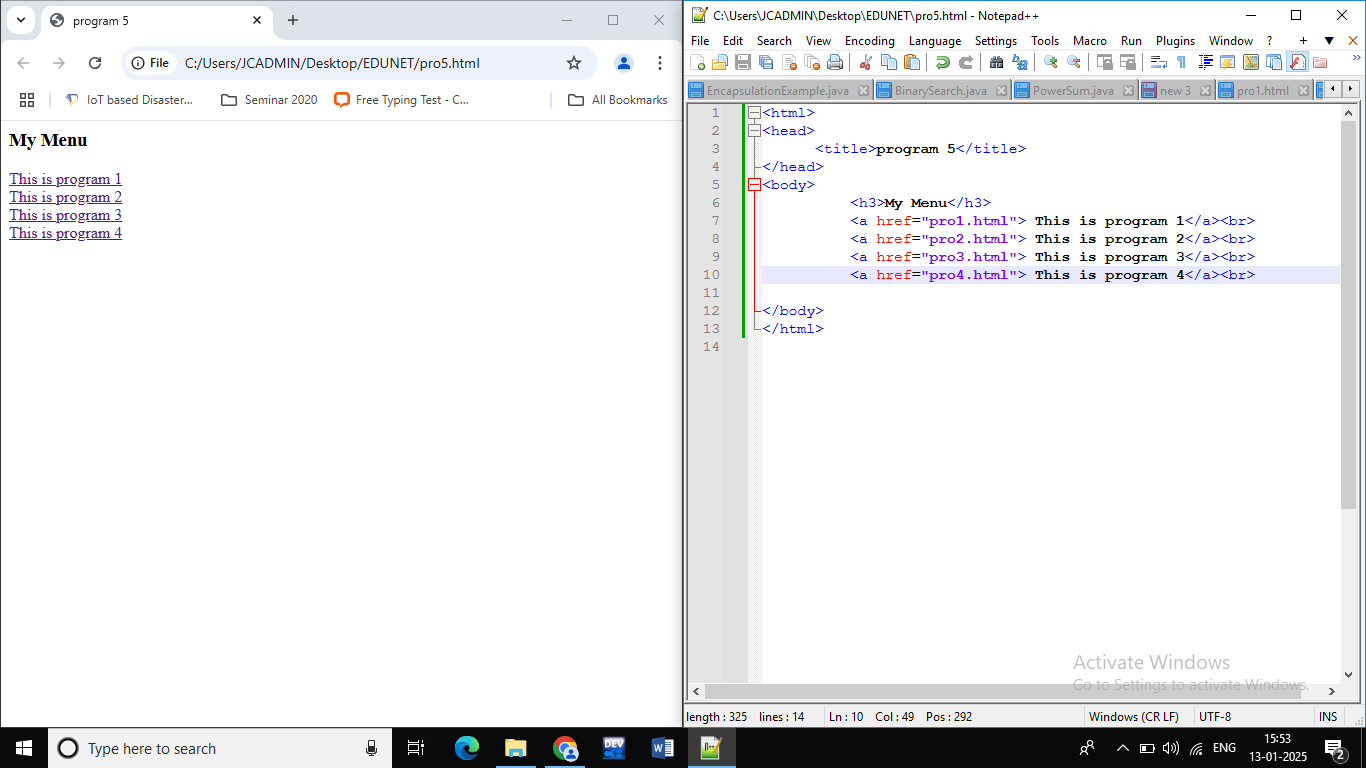 program 5
File C:/Users/JCADMIN/Desktop/EDUNET/pro5.html
IoT based Disaster... Seminar 2020 Free Typing Test - C... All Bookmarks
My Menu
This is program 1
This is program 2
This is program 3
This is program 4
C:\Users\JCADMIN\Desktop\EDUNET\pro5.html - Notepad++
File Edit Search View Encoding Language Settings Tools Macro Run Plugins Window ? + ▼ X
EncapsulationExample.java BinarySearch.java PowerSum.java new 3 pro1.html
1 <html>
2 <head>
3 <title>program 5</title>
4 </head>
5 <body>
6 <h3>My Menu</h3>
7 <a href="pro1.html"> This is program 1</a><br>
8 <a href="pro2.html"> This is program 2</a><br>
9 <a href="pro3.html"> This is program 3</a><br>
10 <a href="pro4.html"> This is program 4</a><br>
11
12 </body>
13 </html>
14
Activate Windows
Go to Settings to activate Windows.
length : 325 lines : 14 Ln : 10 Col : 49 Pos : 292 Windows (CR LF) UTF-8 INS
Type here to search DEV ENG 15:53
13-01-2025 2